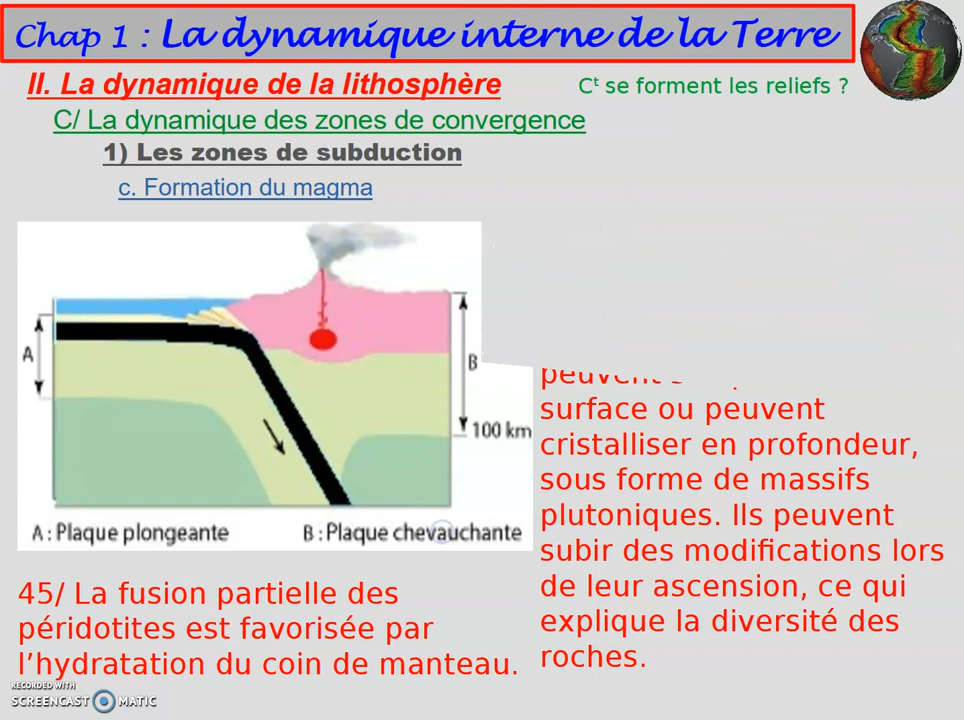 Chap 1 : La dynamique interne de la Terre
II. La dynamique de la lithosphère
Cᵗ se forment les reliefs ?
C/ La dynamique des zones de convergence
1) Les zones de subduction
c. Formation du magma
A
B
100 km
A : Plaque plongeante
B : Plaque chevauchante
45/ La fusion partielle des
péridotites est favorisée par
l’hydratation du coin de manteau.
peuvent
surface ou peuvent
cristalliser en profondeur,
sous forme de massifs
plutoniques. Ils peuvent
subir des modifications lors
de leur ascension, ce qui
explique la diversité des
roches.
RECORDED WITH
SCREENCAST MATIC